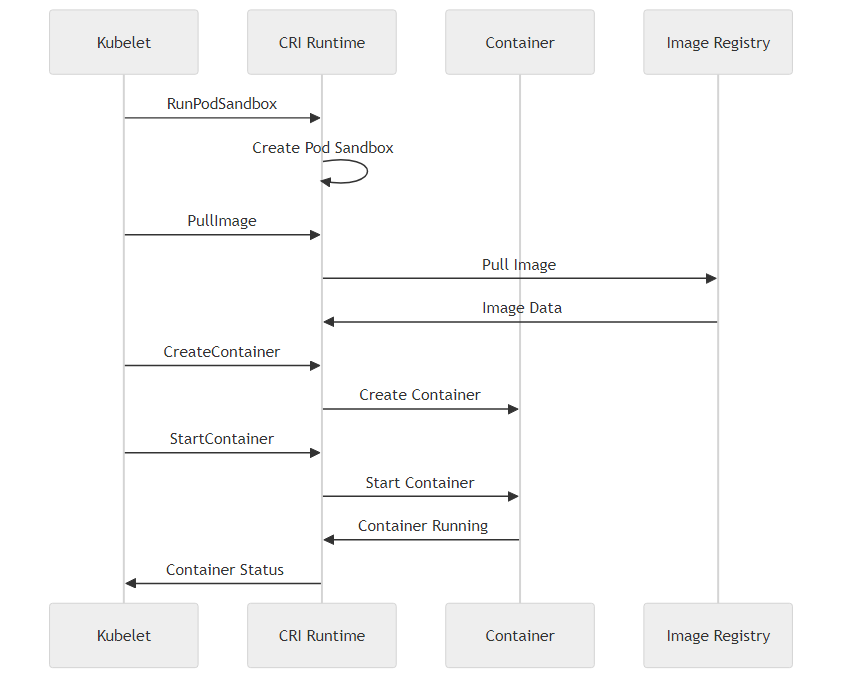 Kubelet
CRI Runtime
Container
Image Registry
RunPodSandbox
Create Pod Sandbox
PullImage
Pull Image
Image Data
CreateContainer
Create Container
StartContainer
Start Container
Container Running
Container Status
Kubelet
CRI Runtime
Container
Image Registry